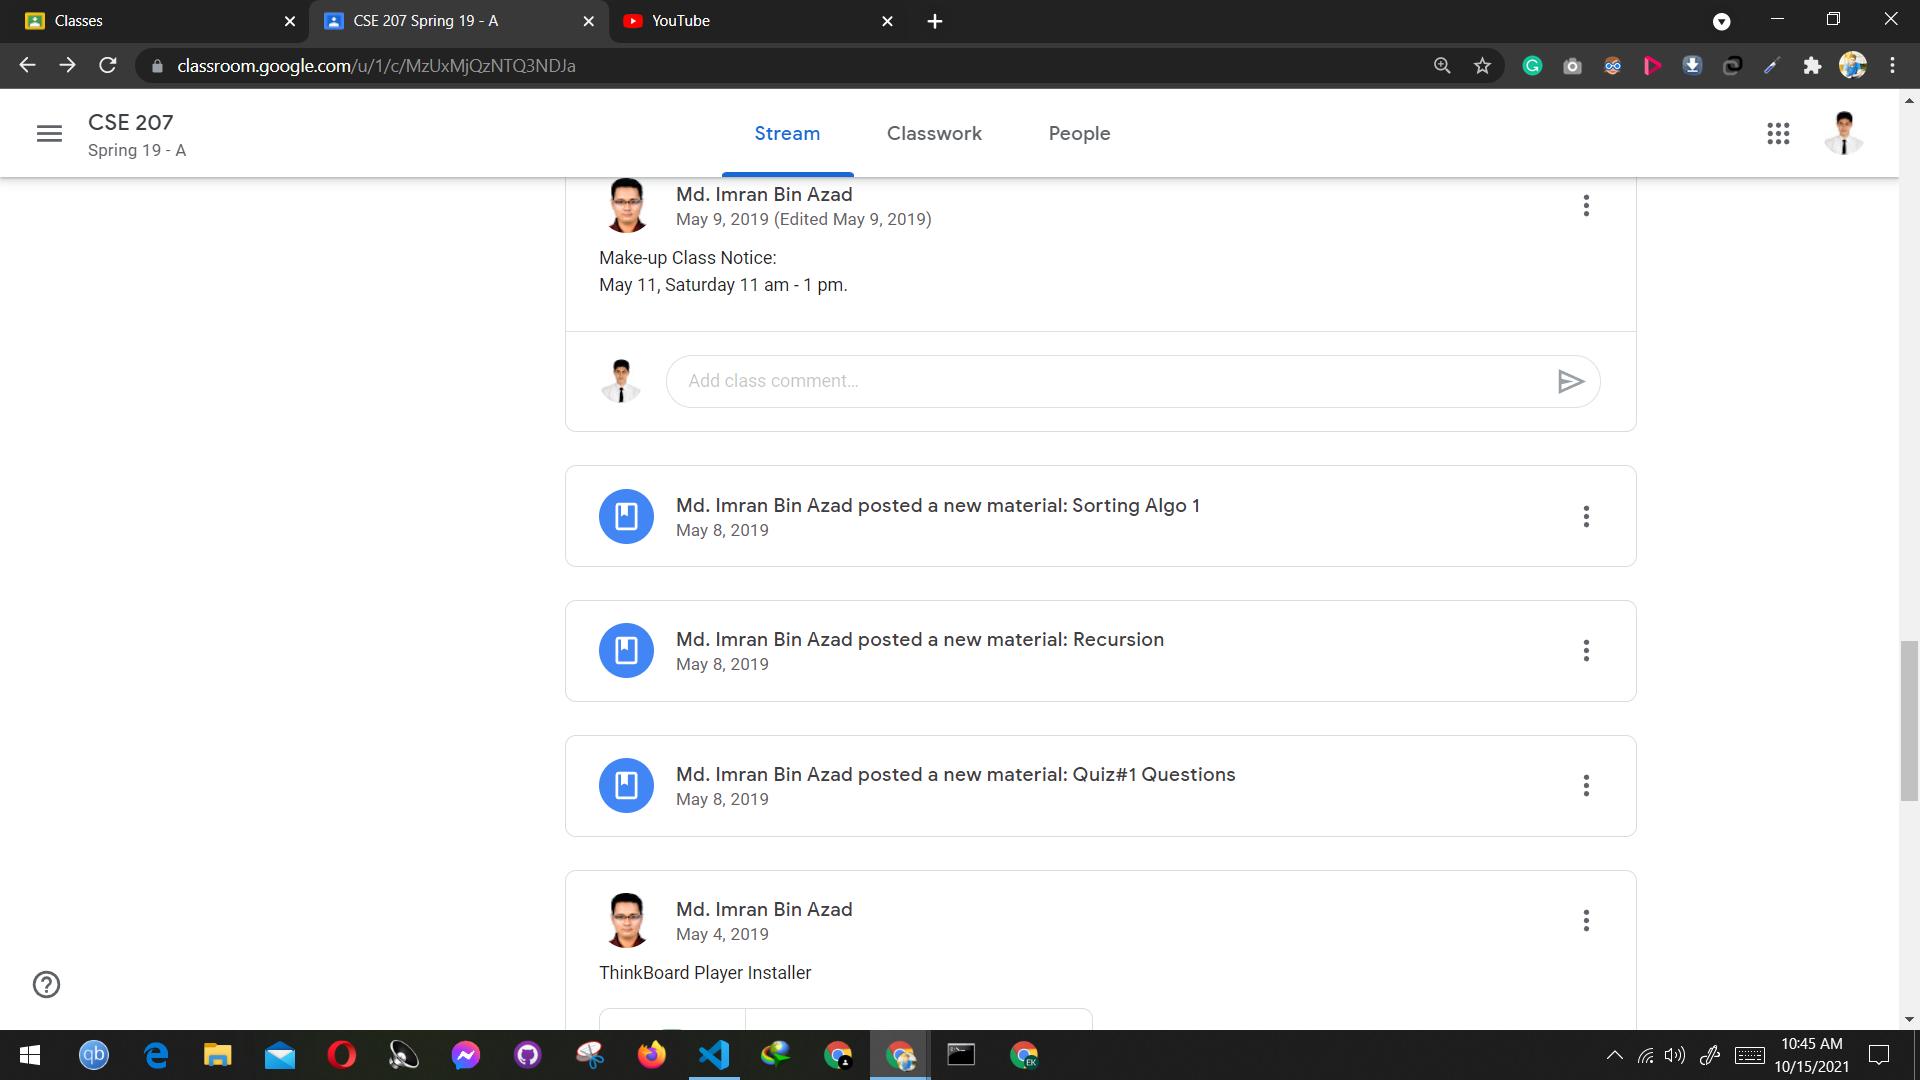 Classes
CSE 207 Spring 19 - A
YouTube
classroom.google.com/u/1/c/MzUxMjQzNTQ3NDJa
CSE 207
Spring 19 - A
Stream
Classwork
People
Md. Imran Bin Azad
May 9, 2019 (Edited May 9, 2019)
Make-up Class Notice:
May 11, Saturday 11 am - 1 pm.
Add class comment...
Md. Imran Bin Azad posted a new material: Sorting Algo 1
May 8, 2019
Md. Imran Bin Azad posted a new material: Recursion
May 8, 2019
Md. Imran Bin Azad posted a new material: Quiz#1 Questions
May 8, 2019
Md. Imran Bin Azad
May 4, 2019
ThinkBoard Player Installer
qb
EK
10:45 AM
10/15/2021